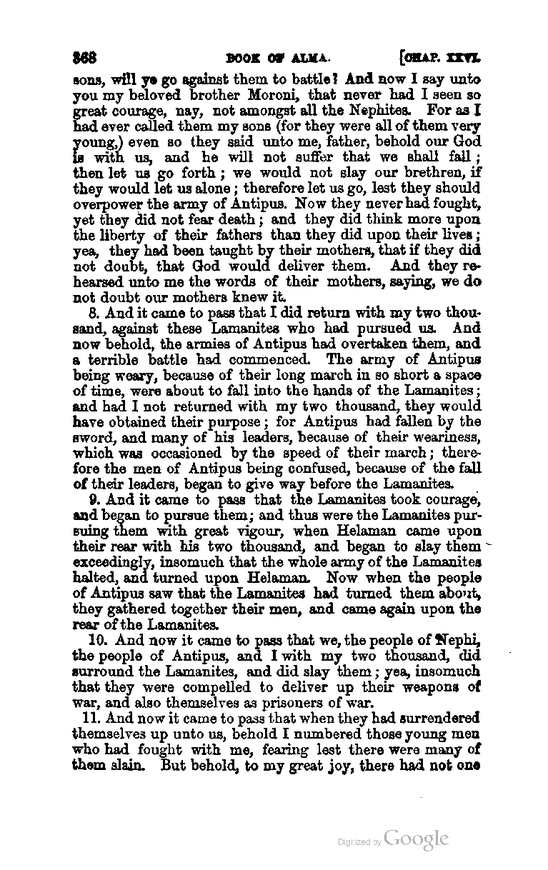 368 BOOK OF ALMA. [CHAP. XXVI.
sons, will ye go against them to battle? And now I say unto
you my beloved brother Moroni, that never had I seen so
great courage, nay, not amongst all the Nephites. For as I
had ever called them my sons (for they were all of them very
young,) even so they said unto me, father, behold our God
is with us, and he will not suffer that we shall fall;
then let us go forth; we would not slay our brethren, if
they would let us alone; therefore let us go, lest they should
overpower the army of Antipus. Now they never had fought,
yet they did not fear death; and they did think more upon
the liberty of their fathers than they did upon their lives;
yea, they had been taught by their mothers, that if they did
not doubt, that God would deliver them. And they re-
hearsed unto me the words of their mothers, saying, we do
not doubt our mothers knew it.
8. And it came to pass that I did return with my two thou-
sand, against these Lamanites who had pursued us. And
now behold, the armies of Antipus had overtaken them, and
a terrible battle had commenced. The army of Antipus
being weary, because of their long march in so short a space
of time, were about to fall into the hands of the Lamanites;
and had I not returned with my two thousand, they would
have obtained their purpose; for Antipus had fallen by the
sword, and many of his leaders, because of their weariness,
which was occasioned by the speed of their march; there-
fore the men of Antipus being confused, because of the fall
of their leaders, began to give way before the Lamanites.
9. And it came to pass that the Lamanites took courage,
and began to pursue them; and thus were the Lamanites pur-
suing them with great vigour, when Helaman came upon
their rear with his two thousand, and began to slay them
exceedingly, insomuch that the whole army of the Lamanites
halted, and turned upon Helaman. Now when the people
of Antipus saw that the Lamanites had turned them about,
they gathered together their men, and came again upon the
rear of the Lamanites.
10. And now it came to pass that we, the people of Nephi,
the people of Antipus, and I with my two thousand, did
surround the Lamanites, and did slay them; yea, insomuch
that they were compelled to deliver up their weapons of
war, and also themselves as prisoners of war.
11. And now it came to pass that when they had surrendered
themselves up unto us, behold I numbered those young men
who had fought with me, fearing lest there were many of
them slain. But behold, to my great joy, there had not one
Digitized by Google